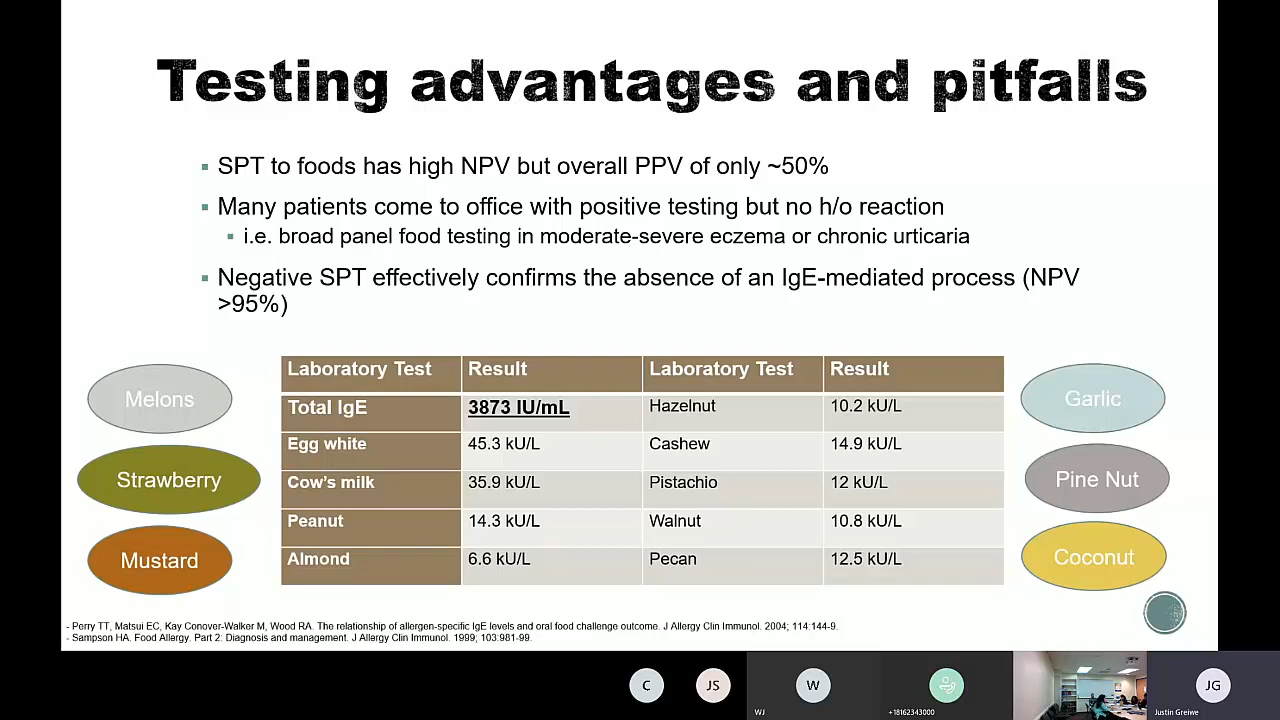 Testing advantages and pitfalls
SPT to foods has high NPV but overall PPV of only ~50%
Many patients come to office with positive testing but no h/o reaction
i.e. broad panel food testing in moderate-severe eczema or chronic urticaria
Negative SPT effectively confirms the absence of an IgE-mediated process (NPV
>95%)
Melons
Strawberry
Mustard
Laboratory Test Result Laboratory Test Result
Total IgE 3873 IU/mL Hazelnut 10.2 kU/L
Egg white 45.3 kU/L Cashew 14.9 kU/L
Cow's milk 35.9 kU/L Pistachio 12 kU/L
Peanut 14.3 kU/L Walnut 10.8 kU/L
Almond 6.6 kU/L Pecan 12.5 kU/L
Garlic
Pine Nut
Coconut
- Perry TT, Matsui EC, Kay Conover-Walker M, Wood RA. The relationship of allergen-specific IgE levels and oral food challenge outcome. J Allergy Clin Immunol. 2004; 114:144-9.
- Sampson HA. Food Allergy. Part 2: Diagnosis and management. J Allergy Clin Immunol. 1999; 103:981-99.
C
JS
W
WJ
+18162343000
JG
Justin Greiwe